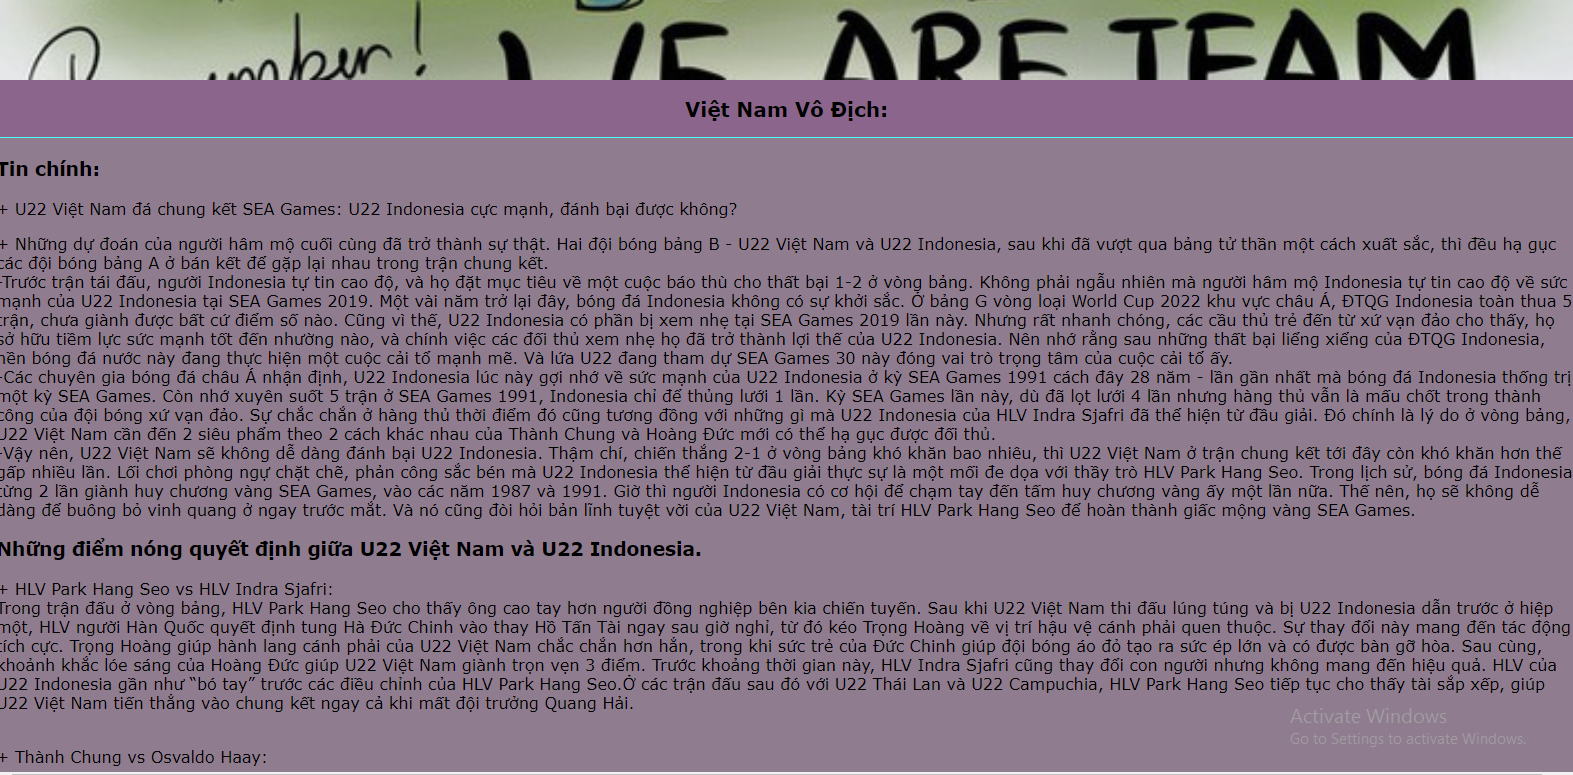 Remember! WE ARE TEAM
Việt Nam Vô Địch:
Tin chính:
+ U22 Việt Nam đá chung kết SEA Games: U22 Indonesia cực mạnh, đánh bại được không?
+ Những dự đoán của người hâm mộ cuối cùng đã trở thành sự thật. Hai đội bóng bảng B - U22 Việt Nam và U22 Indonesia, sau khi đã vượt qua bảng tử thần một cách xuất sắc, thì đều hạ gục
các đội bóng bảng A ở bán kết để gặp lại nhau trong trận chung kết.
-Trước trận tái đấu, người Indonesia tự tin cao độ, và họ đặt mục tiêu về một cuộc báo thù cho thất bại 1-2 ở vòng bảng. Không phải ngẫu nhiên mà người hâm mộ Indonesia tự tin cao độ về sức
mạnh của U22 Indonesia tại SEA Games 2019. Một vài năm trở lại đây, bóng đá Indonesia không có sự khởi sắc. Ở bảng G vòng loại World Cup 2022 khu vực châu Á, ĐTQG Indonesia toàn thua 5
trận, chưa giành được bất cứ điểm số nào. Cũng vì thế, U22 Indonesia có phần bị xem nhẹ tại SEA Games 2019 lần này. Nhưng rất nhanh chóng, các cầu thủ trẻ đến từ xứ vạn đảo cho thấy, họ
sở hữu tiềm lực sức mạnh tốt đến nhường nào, và chính việc các đối thủ xem nhẹ họ đã trở thành lợi thế của U22 Indonesia. Nên nhớ rằng sau những thất bại liểng xiểng của ĐTQG Indonesia,
nền bóng đá nước này đang thực hiện một cuộc cải tổ mạnh mẽ. Và lứa U22 đang tham dự SEA Games 30 này đóng vai trò trọng tâm của cuộc cải tổ ấy.
-Các chuyên gia bóng đá châu Á nhận định, U22 Indonesia lúc này gợi nhớ về sức mạnh của U22 Indonesia ở kỳ SEA Games 1991 cách đây 28 năm - lần gần nhất mà bóng đá Indonesia thống trị
một kỳ SEA Games. Còn nhớ xuyên suốt 5 trận ở SEA Games 1991, Indonesia chỉ để thủng lưới 1 lần. Kỳ SEA Games lần này, dù đã lọt lưới 4 lần nhưng hàng thủ vẫn là mấu chốt trong thành
công của đội bóng xứ vạn đảo. Sự chắc chắn ở hàng thủ thời điểm đó cũng tương đồng với những gì mà U22 Indonesia của HLV Indra Sjafri đã thể hiện từ đầu giải. Đó chính là lý do ở vòng bảng,
U22 Việt Nam cần đến 2 siêu phẩm theo 2 cách khác nhau của Thành Chung và Hoàng Đức mới có thể hạ gục được đối thủ.
-Vậy nên, U22 Việt Nam sẽ không dễ dàng đánh bại U22 Indonesia. Thậm chí, chiến thắng 2-1 ở vòng bảng khó khăn bao nhiêu, thì U22 Việt Nam ở trận chung kết tới đây còn khó khăn hơn thế
gấp nhiều lần. Lối chơi phòng ngự chặt chẽ, phản công sắc bén mà U22 Indonesia thể hiện từ đầu giải thực sự là một mối đe dọa với thầy trò HLV Park Hang Seo. Trong lịch sử, bóng đá Indonesia
từng 2 lần giành huy chương vàng SEA Games, vào các năm 1987 và 1991. Giờ thì người Indonesia có cơ hội để chạm tay đến tấm huy chương vàng ấy một lần nữa. Thế nên, họ sẽ không dễ
dàng để buông bỏ vinh quang ở ngay trước mắt. Và nó cũng đòi hỏi bản lĩnh tuyệt vời của U22 Việt Nam, tài trí HLV Park Hang Seo để hoàn thành giấc mộng vàng SEA Games.
Những điểm nóng quyết định giữa U22 Việt Nam và U22 Indonesia.
+ HLV Park Hang Seo vs HLV Indra Sjafri:
Trong trận đấu ở vòng bảng, HLV Park Hang Seo cho thấy ông cao tay hơn người đồng nghiệp bên kia chiến tuyến. Sau khi U22 Việt Nam thi đấu lúng túng và bị U22 Indonesia dẫn trước ở hiệp
một, HLV người Hàn Quốc quyết định tung Hà Đức Chinh vào thay Hồ Tấn Tài ngay sau giờ nghỉ, từ đó kéo Trọng Hoàng về vị trí hậu vệ cánh phải quen thuộc. Sự thay đổi này mang đến tác động
tích cực. Trọng Hoàng giúp hành lang cánh phải của U22 Việt Nam chắc chắn hơn hẳn, trong khi sức trẻ của Đức Chinh giúp đội bóng áo đỏ tạo ra sức ép lớn và có được bàn gỡ hòa. Sau cùng,
khoảnh khắc lóe sáng của Hoàng Đức giúp U22 Việt Nam giành trọn vẹn 3 điểm. Trước khoảng thời gian này, HLV Indra Sjafri cũng thay đổi con người nhưng không mang đến hiệu quả. HLV của
U22 Indonesia gần như “bó tay” trước các điều chỉnh của HLV Park Hang Seo.Ở các trận đấu sau đó với U22 Thái Lan và U22 Campuchia, HLV Park Hang Seo tiếp tục cho thấy tài sắp xếp, giúp
U22 Việt Nam tiến thẳng vào chung kết ngay cả khi mất đội trưởng Quang Hải.
+ Thành Chung vs Osvaldo Haay:
Activate Windows
Go to Settings to activate Windows.